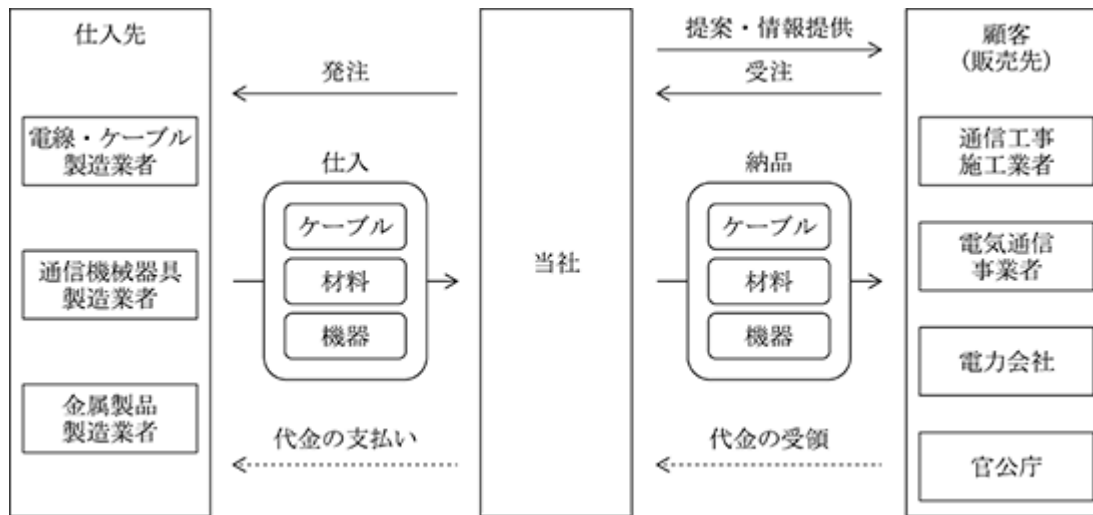 仕入先
電線・ケーブル
製造業者
通信機械器具
製造業者
金属製品
製造業者
発注
仕入
ケーブル
材料
機器
代金の支払い
当社
提案・情報提供
受注
納品
ケーブル
材料
機器
代金の受領
顧客
(販売先)
通信工事
施工業者
電気通信
事業者
電力会社
官公庁